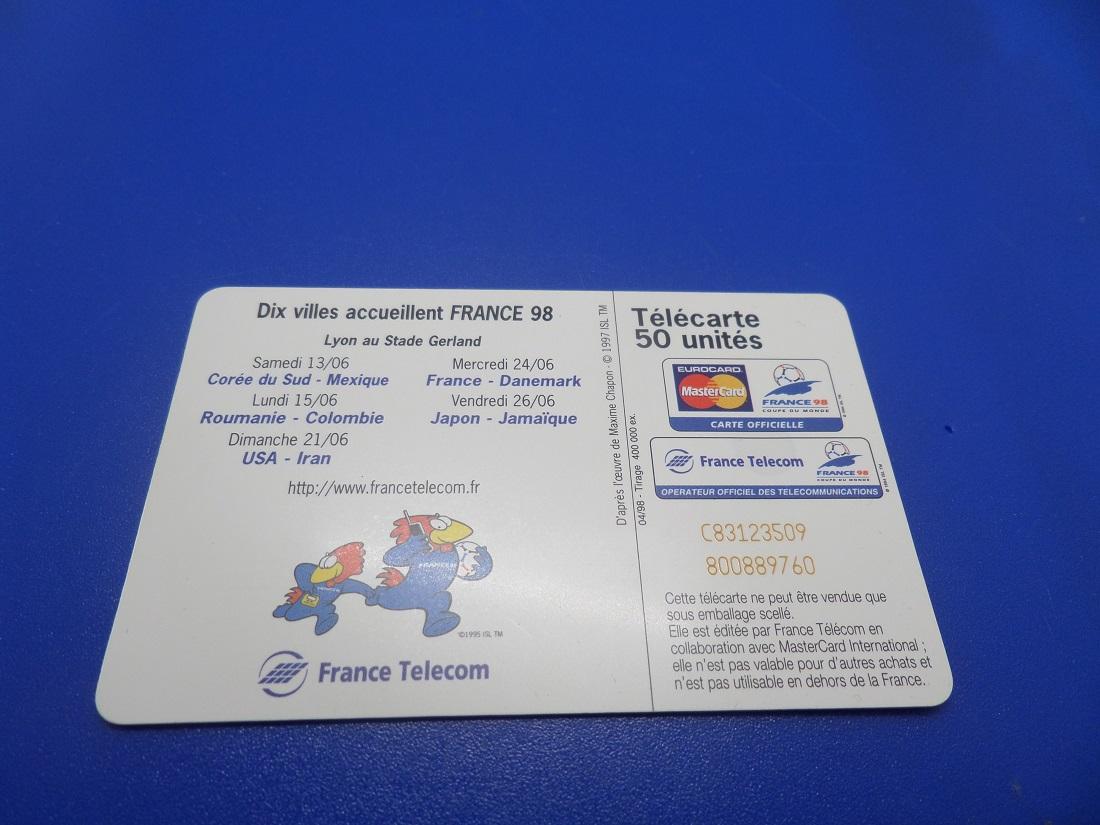 Dix villes accueillent FRANCE 98
Lyon au Stade Gerland
Samedi 13/06
Corée du Sud - Mexique
Lundi 15/06
Roumanie - Colombie
Dimanche 21/06
USA - Iran
Mercredi 24/06
France - Danemark
Vendredi 26/06
Japon - Jamaïque
http://www.francetelecom.fr
FRANCE
©1995 ISL TM
France Telecom
D'après l'œuvre de Maxime Chapon - © 1997 ISL TM
04/98 - Tirage 400 000 ex.
Télécarte
50 unités
EUROCARD
MasterCard
FRANCE 98
COUPE DU MONDE
CARTE OFFICIELLE
France Telecom
FRANCE 98
COUPE DU MONDE
OPERATEUR OFFICIEL DES TELECOMMUNICATIONS
C83123509
800889760
Cette télécarte ne peut être vendue que
sous emballage scellé.
Elle est éditée par France Télécom en
collaboration avec MasterCard International ;
elle n'est pas valable pour d'autres achats et
n'est pas utilisable en dehors de la France.